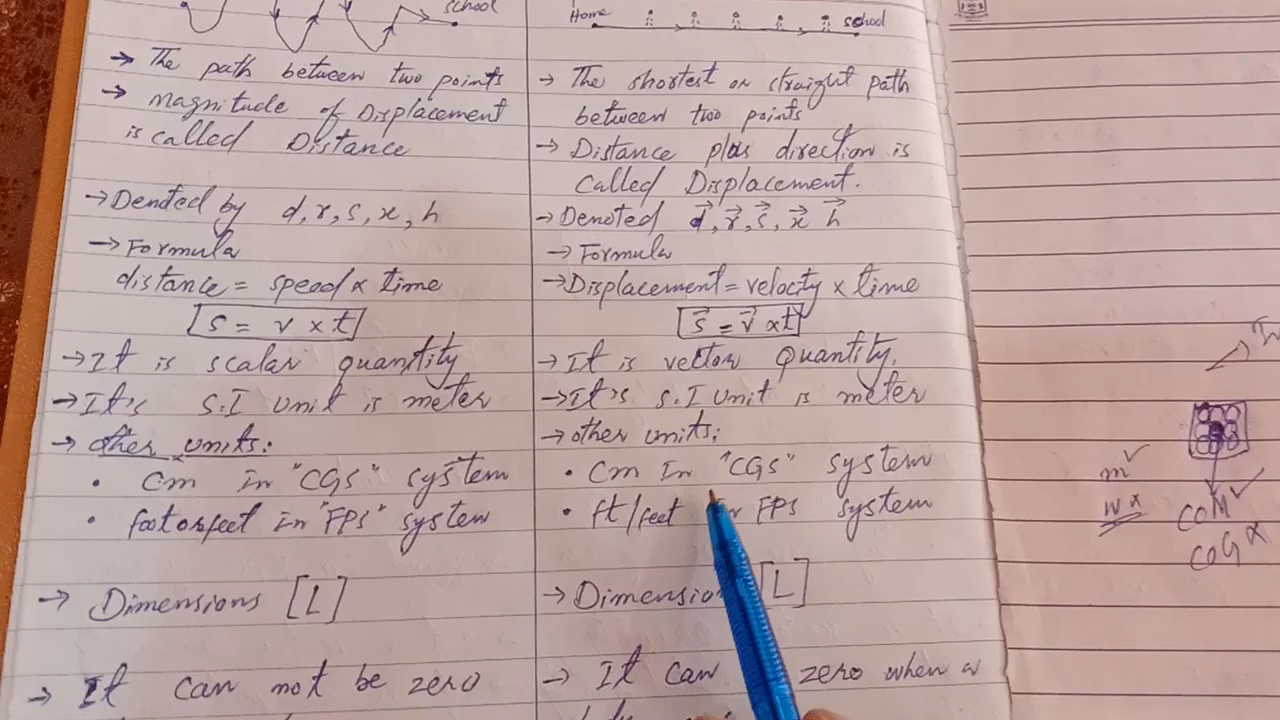 school
→ The path between two points
→ magnitude of Displacement
is called Distance
→ Denoted by d, r, s, x, h
→ Formula
distance = speed × time
s = v × t
→ It is scalar quantity
→ It's S.I unit is meter
→ other units:
• Cm in "CGS" system
• foot or feet in "FPS" system
→ Dimensions [L]
→ It can not be zero
Home school
→ The shortest or straight path
between two points
→ Distance plus direction is
called Displacement.
→ Denoted d⃗, r⃗, s⃗, x⃗ h⃗
→ Formula
→ Displacement = velocity × time
s⃗ = v⃗ × t
→ It is vector quantity.
→ It's S.I unit is meter
→ other units:
• Cm In "CGS" system
• ft/feet FPS system
→ [L]
→ It can zero when a
m ✓
w ×
COM ✓
COG ×